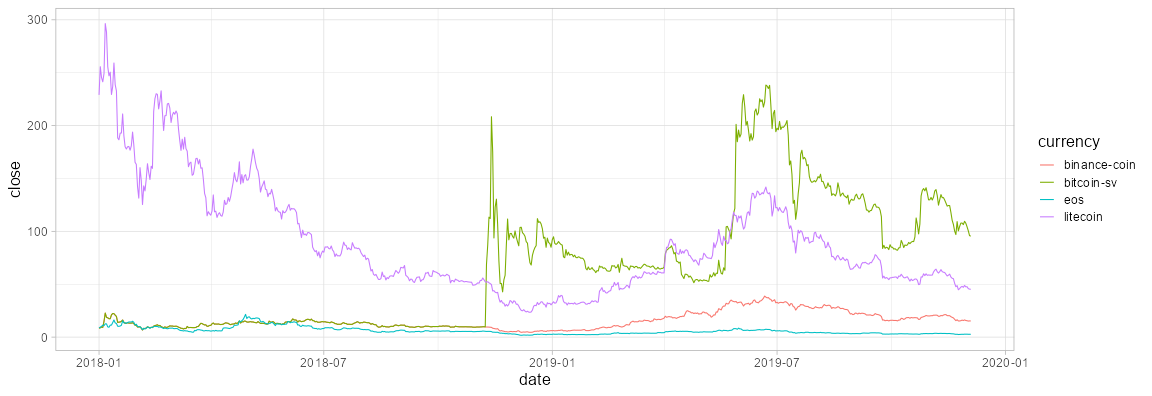 close
300
200
100
0
2018-01
2018-07
2019-01
2019-07
2020-01
date
currency
binance-coin
bitcoin-sv
eos
litecoin